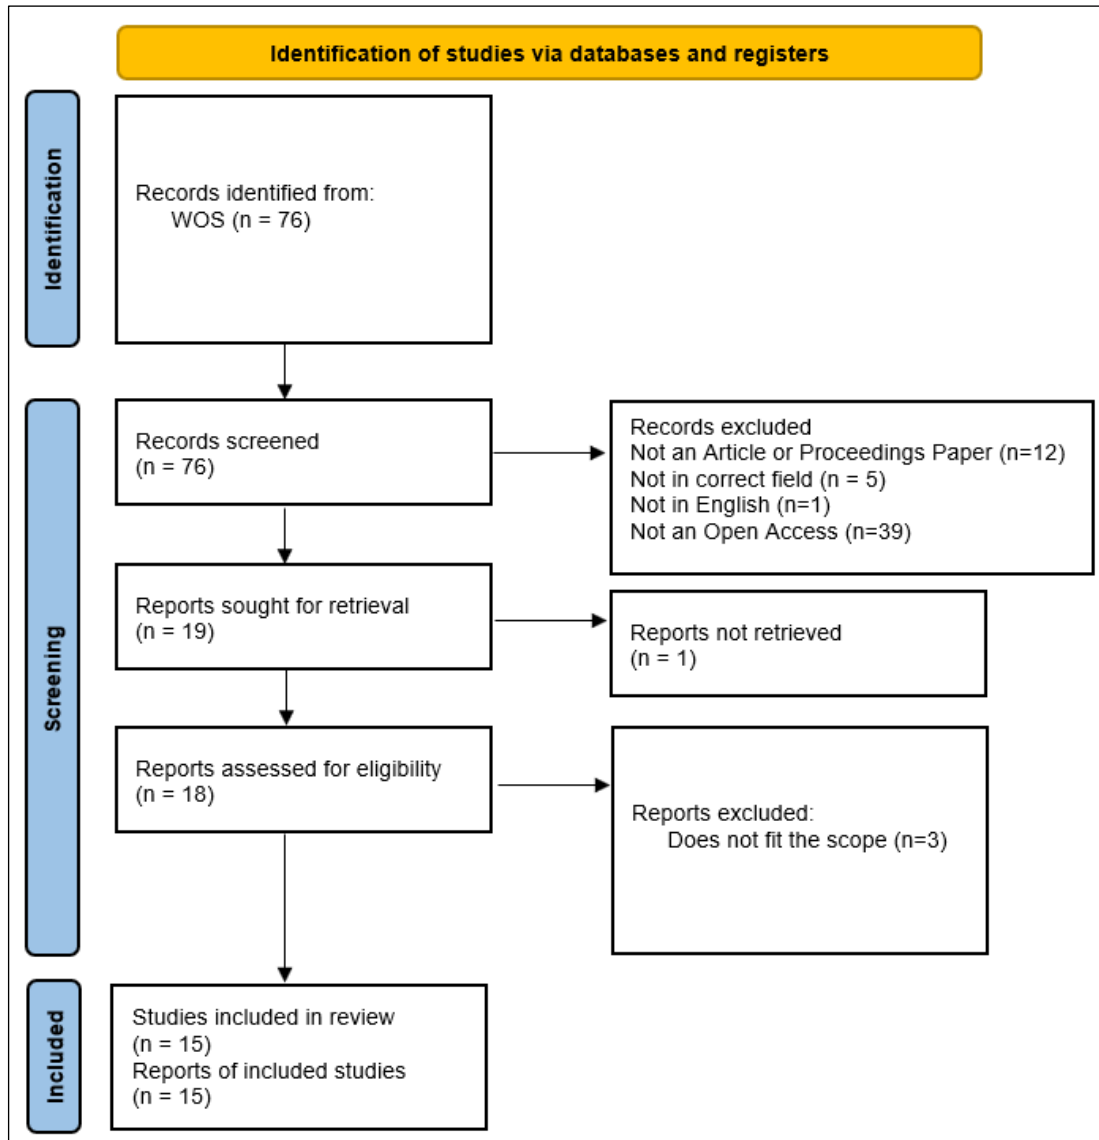 Identification of studies via databases and registers
Identification
Records identified from:
WOS (n = 76)
Records screened
(n = 76)
Records excluded
Not an Article or Proceedings Paper (n=12)
Not in correct field (n = 5)
Not in English (n=1)
Not an Open Access (n=39)
Screening
Reports sought for retrieval
(n = 19)
Reports not retrieved
(n = 1)
Reports assessed for eligibility
(n = 18)
Reports excluded:
Does not fit the scope (n=3)
Included
Studies included in review
(n = 15)
Reports of included studies
(n = 15)